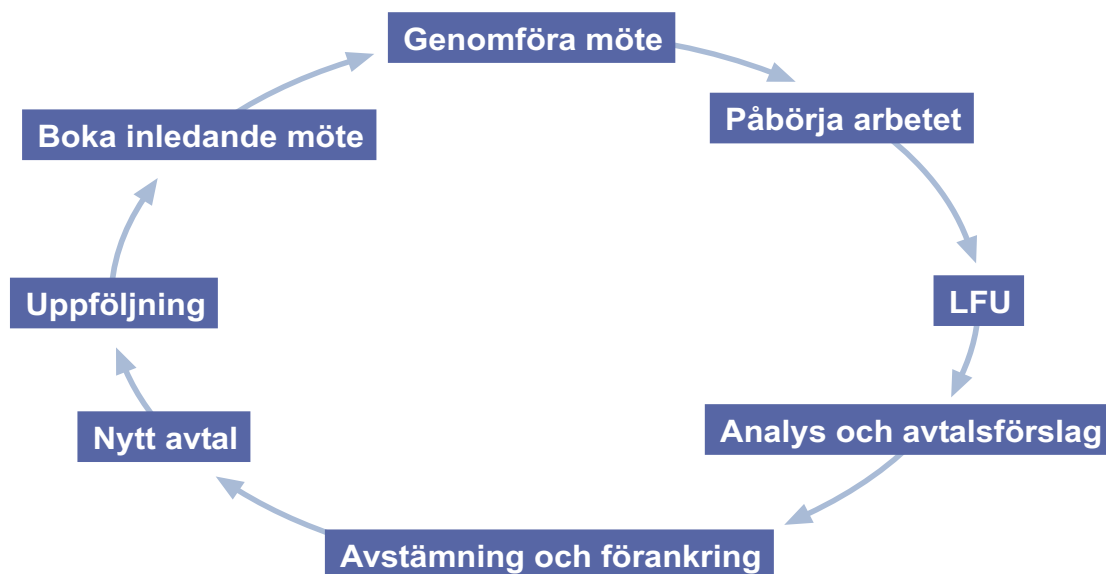 Genomföra möte
Påbörja arbetet
Boka inledande möte
Uppföljning
LFU
Nytt avtal
Analys och avtalsförslag
Avstämning och förankring